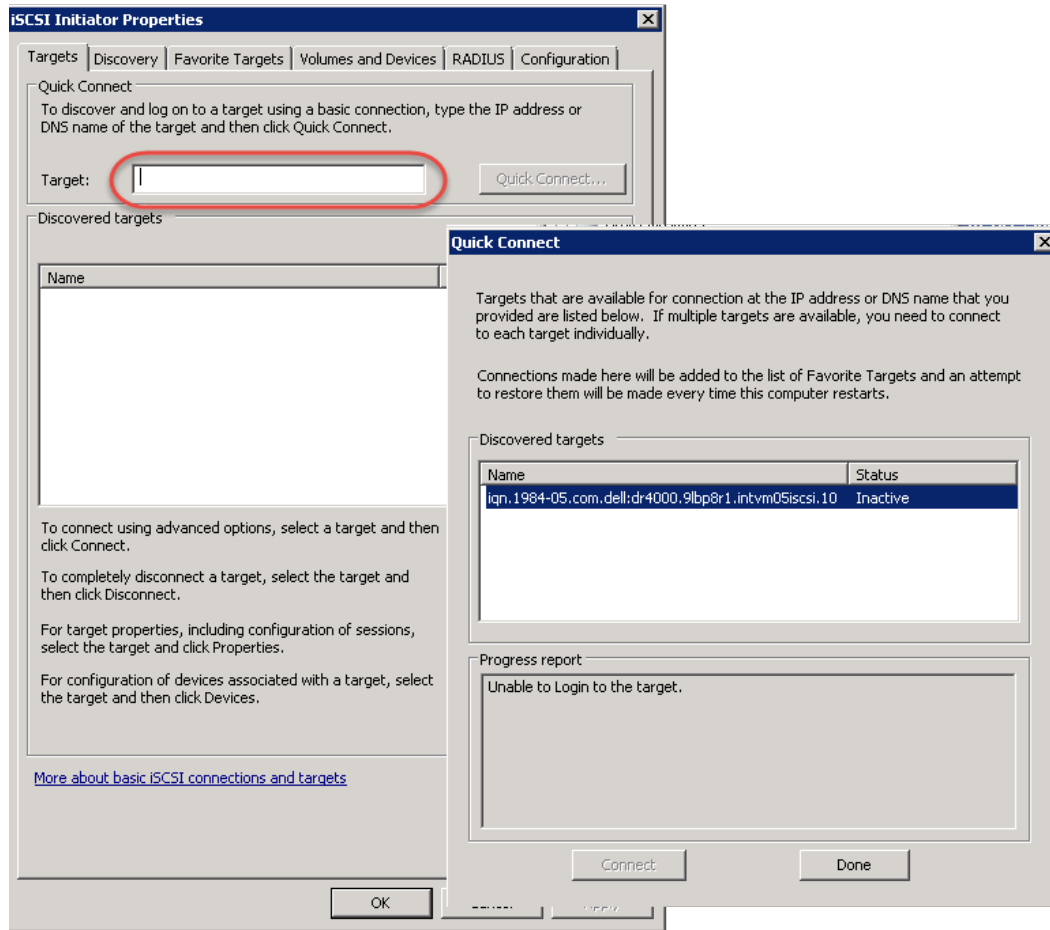 iSCSI Initiator Properties
Targets
Discovery
Favorite Targets
Volumes and Devices
RADIUS
Configuration
Quick Connect
To discover and log on to a target using a basic connection, type the IP address or
DNS name of the target and then click Quick Connect.
Target:
Quick Connect...
Discovered targets
Name
To connect using advanced options, select a target and then
click Connect.
To completely disconnect a target, select the target and
then click Disconnect.
For target properties, including configuration of sessions,
select the target and click Properties.
For configuration of devices associated with a target, select
the target and then click Devices.
More about basic iSCSI connections and targets
OK
Quick Connect
Targets that are available for connection at the IP address or DNS name that you
provided are listed below. If multiple targets are available, you need to connect
to each target individually.
Connections made here will be added to the list of Favorite Targets and an attempt
to restore them will be made every time this computer restarts.
Discovered targets
Name Status
iqn.1984-05.com.dell:dr4000.9lbp8r1.intvm05iscsi.10 Inactive
Progress report
Unable to Login to the target.
Connect
Done